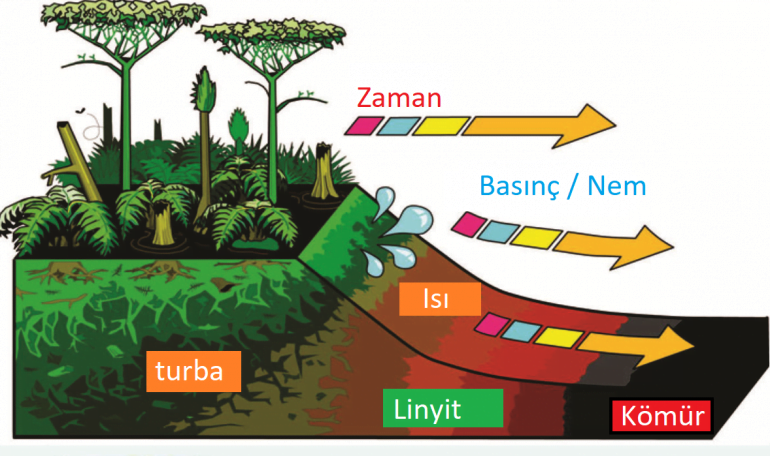 Zaman
Basınç / Nem
Isı
turba
Linyit
Kömür